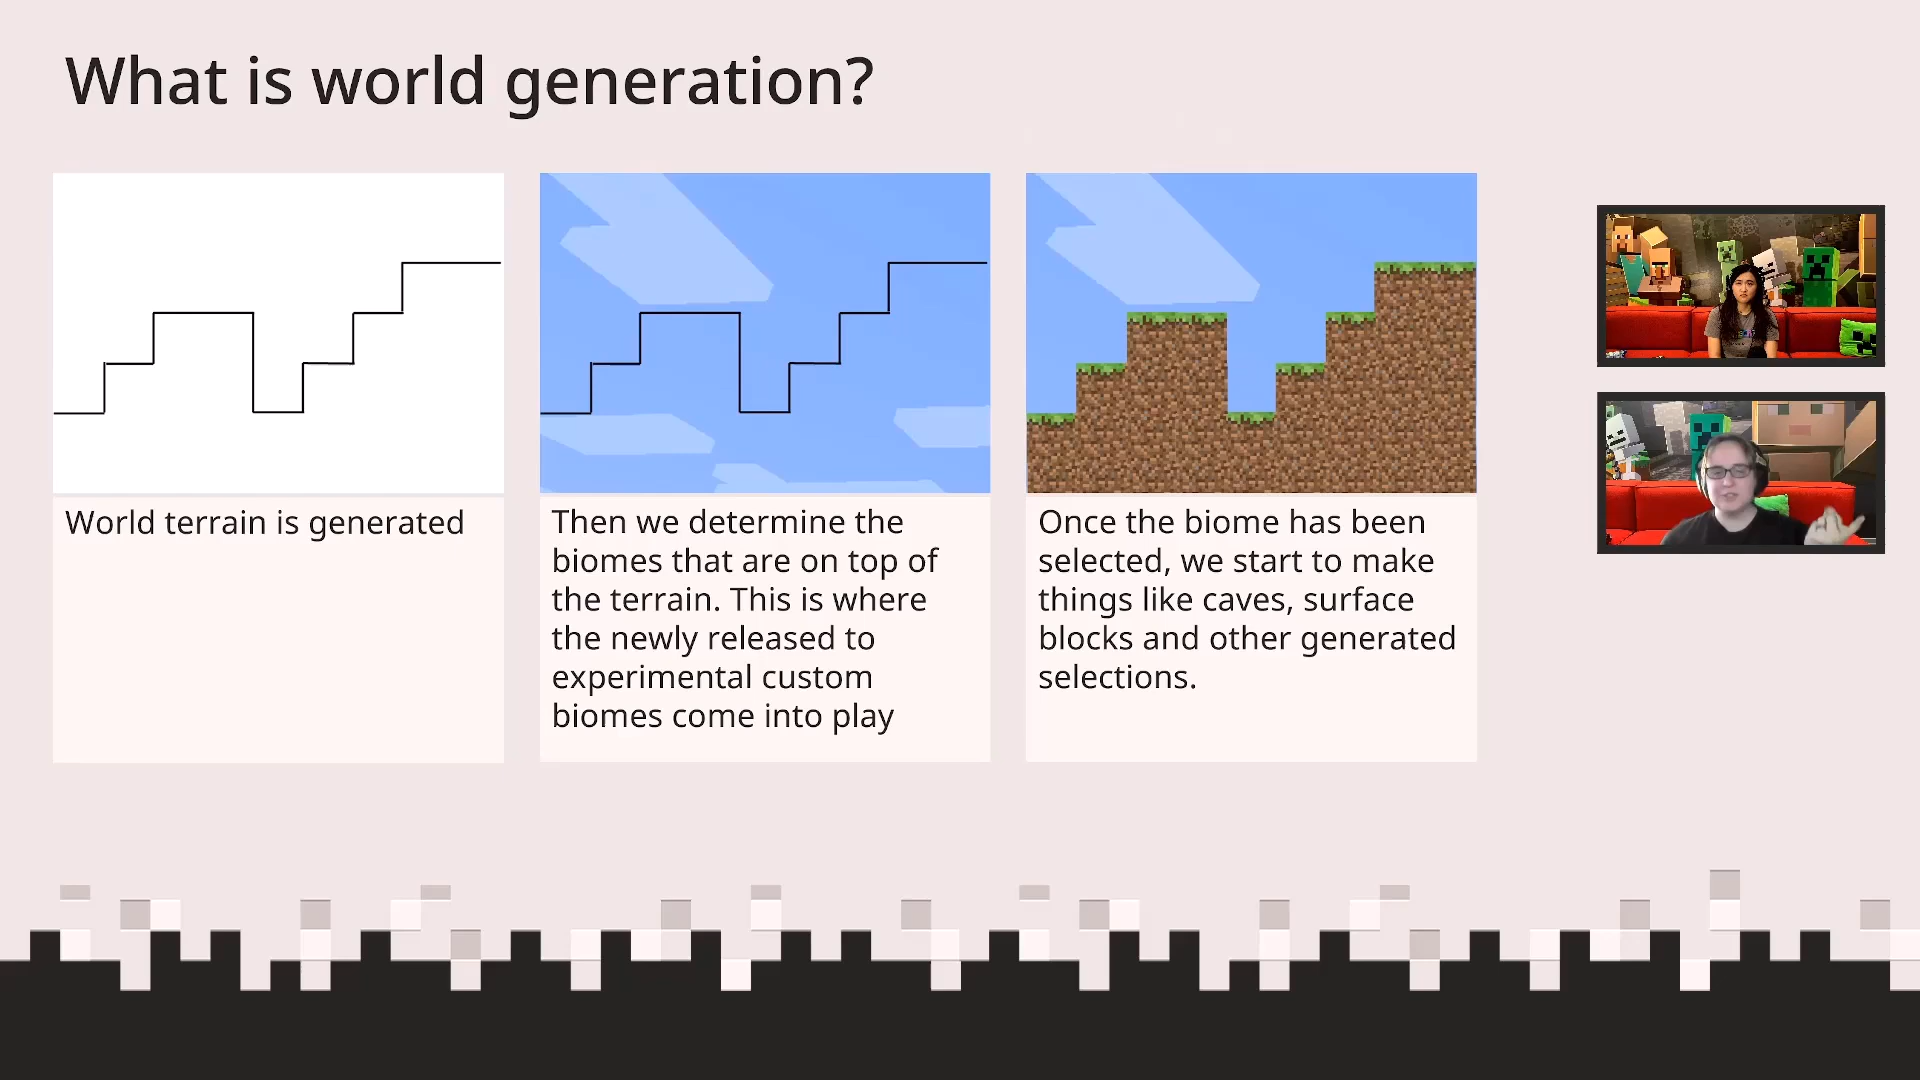 What is world generation?
World terrain is generated
Then we determine the
biomes that are on top of
the terrain. This is where
the newly released to
experimental custom
biomes come into play
Once the biome has been
selected, we start to make
things like caves, surface
blocks and other generated
selections.